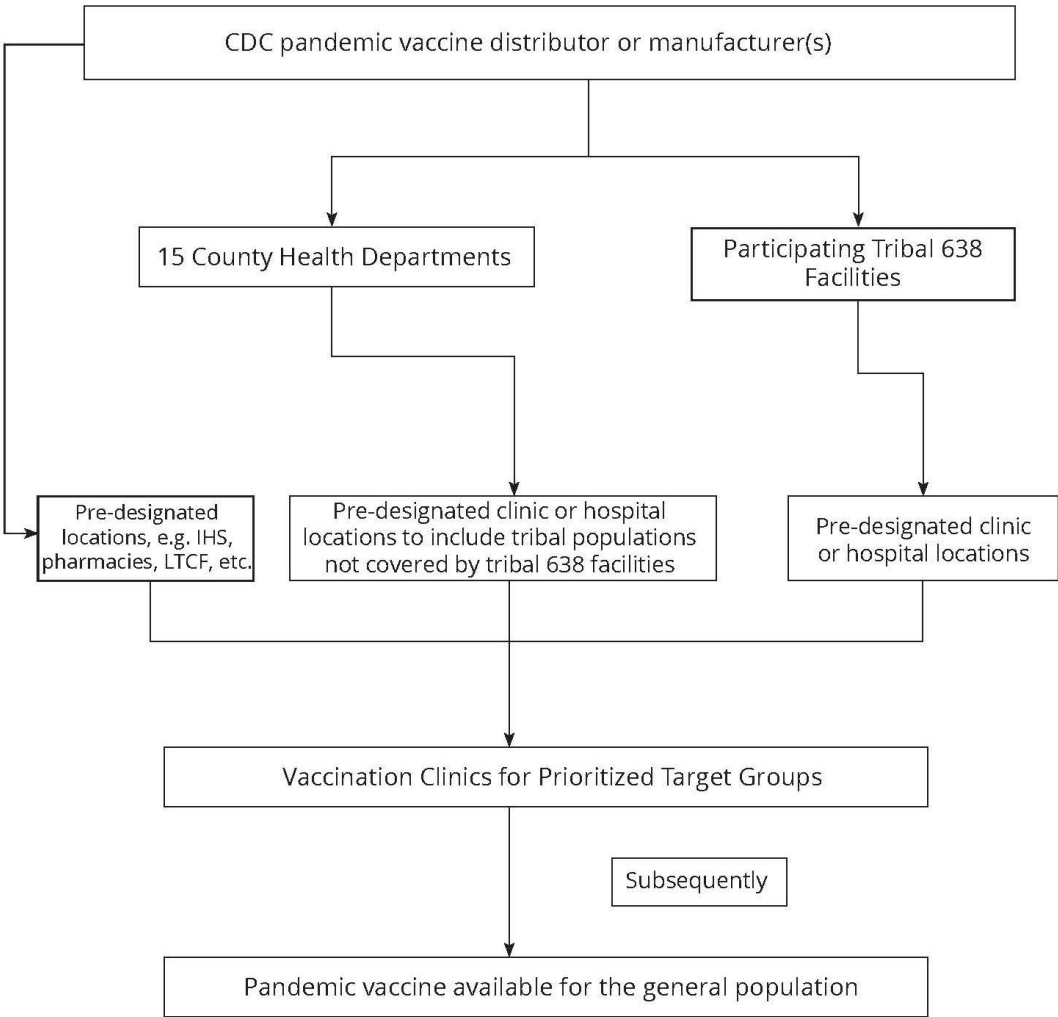 CDC pandemic vaccine distributor or manufacturer(s)
15 County Health Departments
Participating Tribal 638
Facilities
Pre-designated
locations, e.g. IHS,
pharmacies, LTCF, etc.
Pre-designated clinic or hospital
locations to include tribal populations
not covered by tribal 638 facilities
Pre-designated clinic
or hospital locations
Vaccination Clinics for Prioritized Target Groups
Subsequently
Pandemic vaccine available for the general population